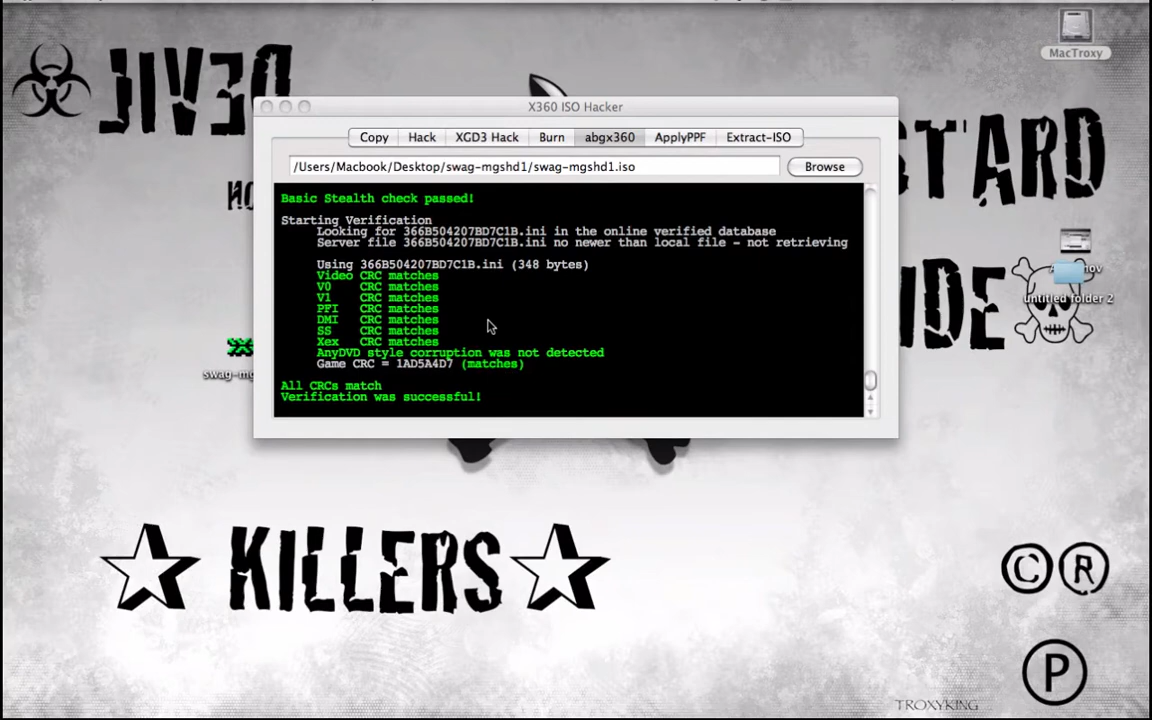 MacTroxy
X360 ISO Hacker
Copy Hack XGD3 Hack Burn abgx360 ApplyPPF Extract-ISO
/Users/Macbook/Desktop/swag-mgshd1/swag-mgshd1.iso Browse
Basic Stealth check passed!
Starting Verification
Looking for 366B504207BD7C1B.ini in the online verified database
Server file 366B504207BD7C1B.ini no newer than local file - not retrieving
Using 366B504207BD7C1B.ini (348 bytes)
Video CRC matches
V0 CRC matches
V1 CRC matches
PFI CRC matches
DMI CRC matches
SS CRC matches
Xex CRC matches
AnyDVD style corruption was not detected
Game CRC = 1AD5A4D7 (matches)
All CRCs match
Verification was successful!
swag-mg
untitled folder 2
KILLERS
C R
P
TROXYKING